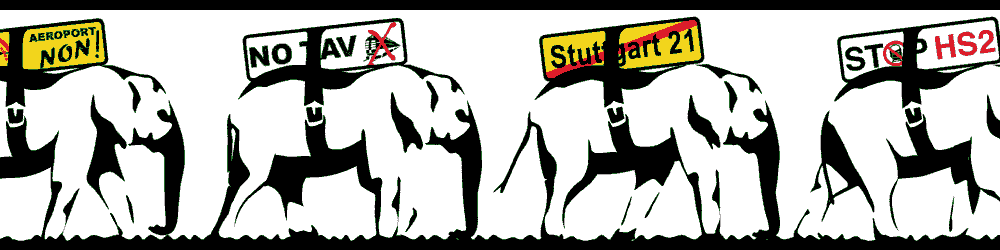 AEROPORT
NON!
NO TAV
Stuttgart 21
STOP HS2